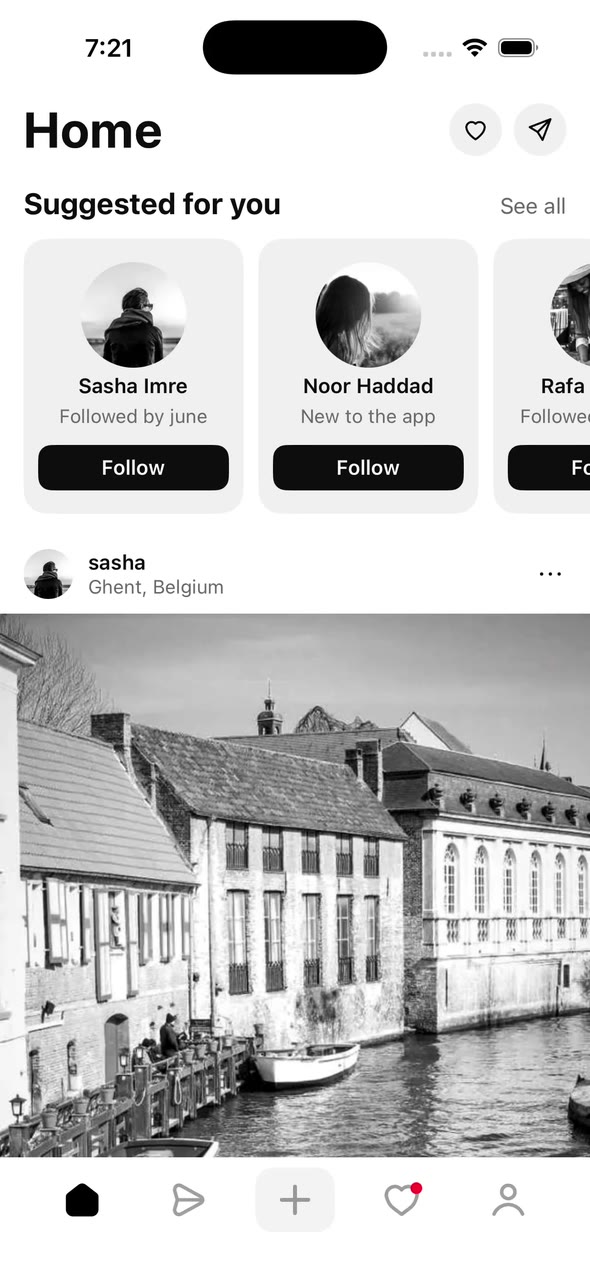 7:21
Home
Suggested for you
See all
Sasha Imre
Followed by june
Follow
Noor Haddad
New to the app
Follow
Rafa
sasha
Ghent, Belgium